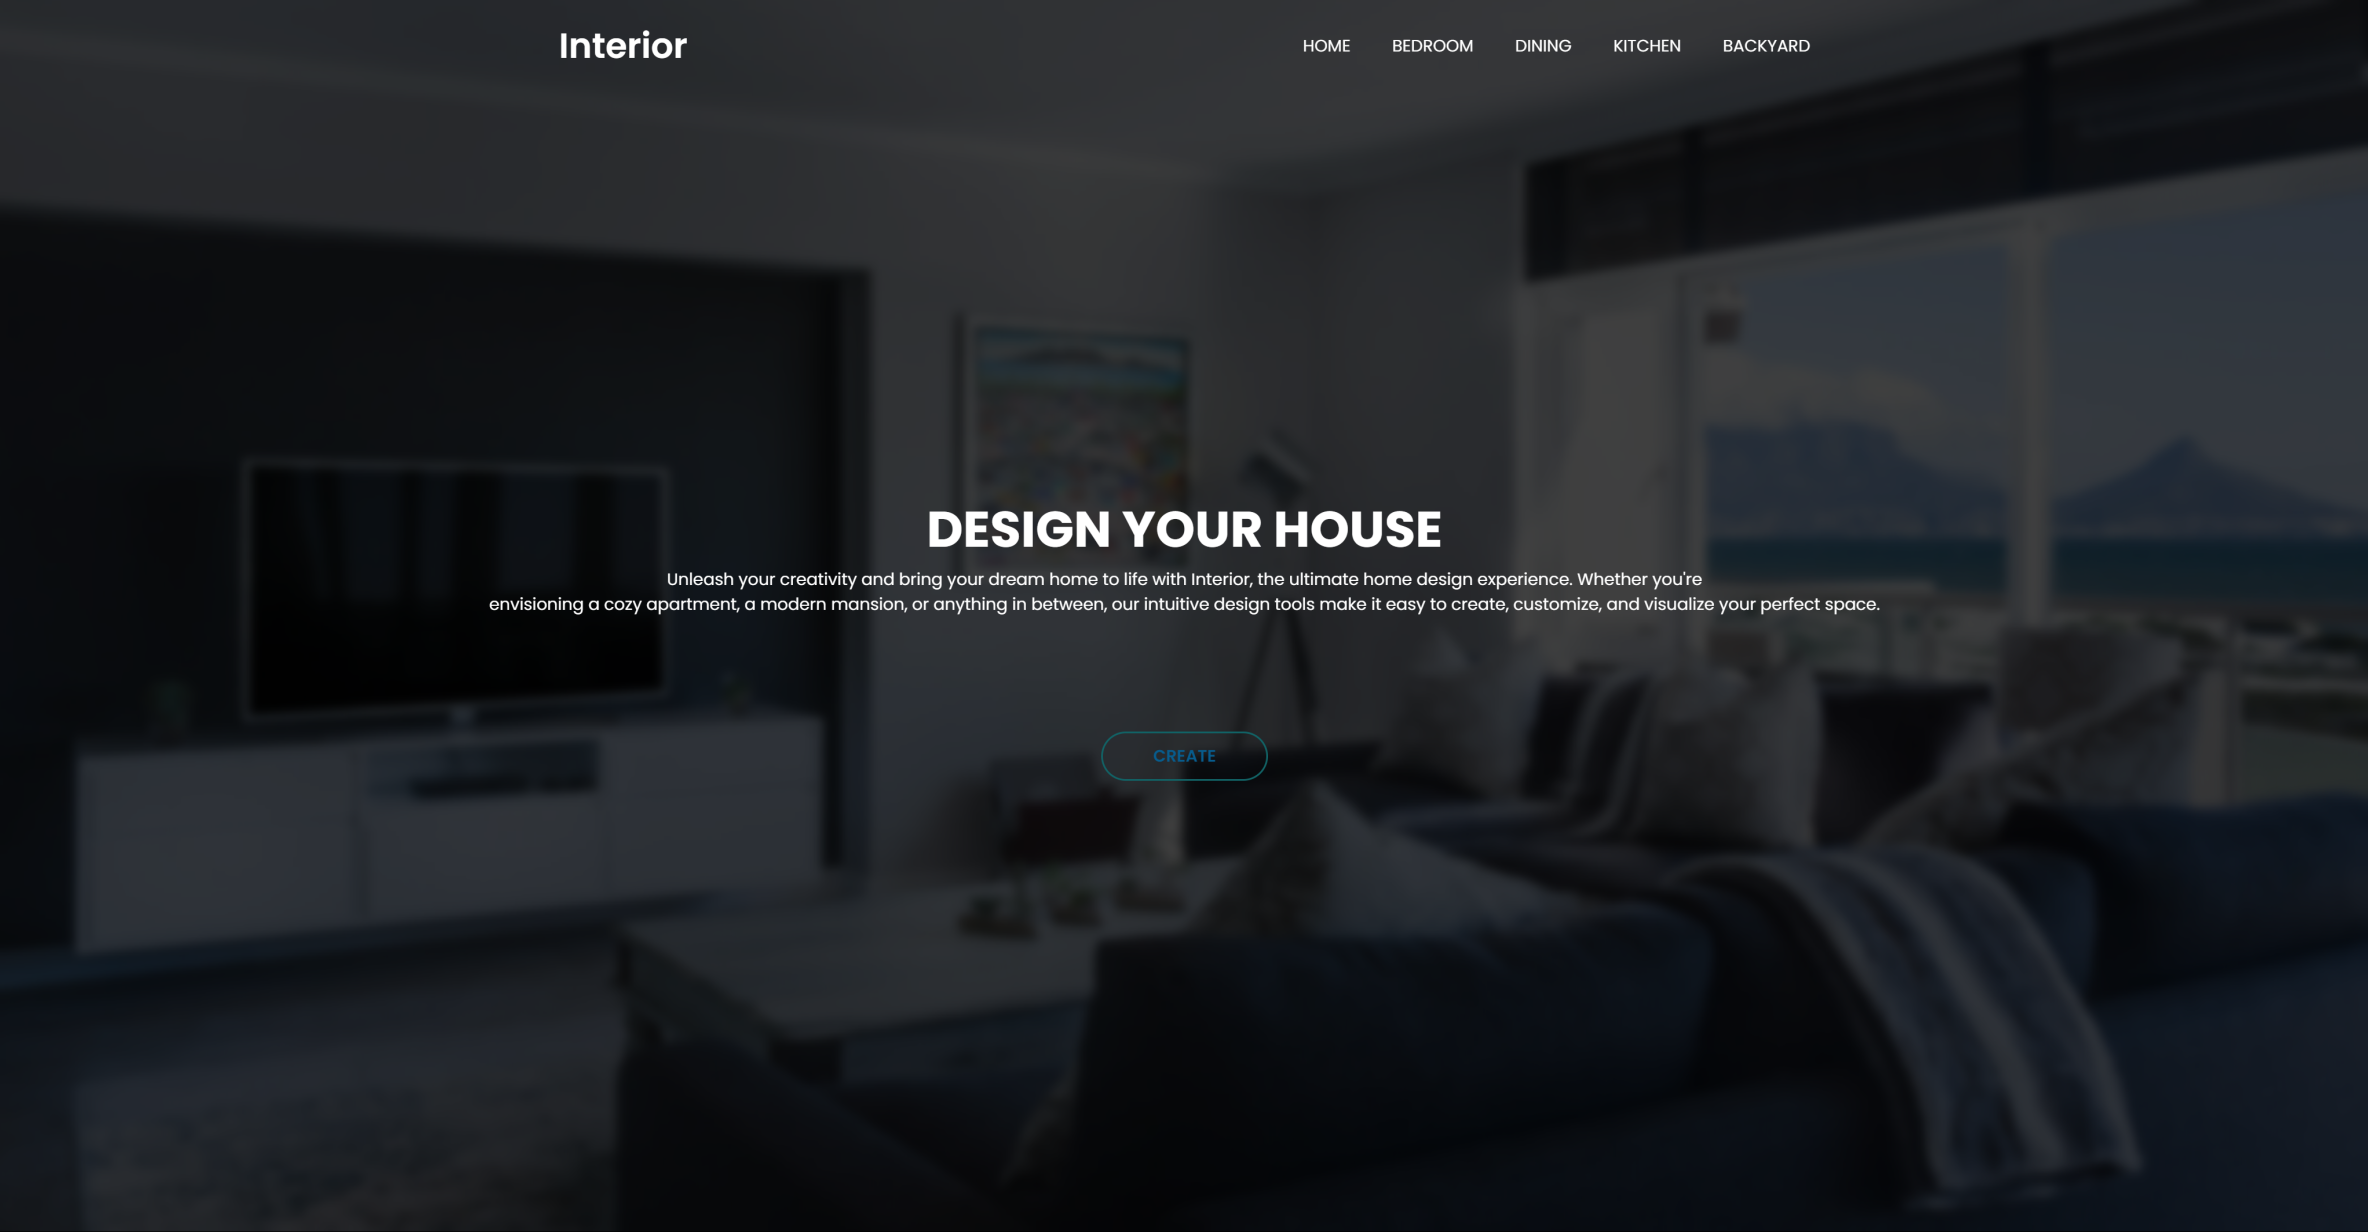 Interior
HOME BEDROOM DINING KITCHEN BACKYARD
DESIGN YOUR HOUSE
Unleash your creativity and bring your dream home to life with Interior, the ultimate home design experience. Whether you're
envisioning a cozy apartment, a modern mansion, or anything in between, our intuitive design tools make it easy to create, customize, and visualize your perfect space.
CREATE